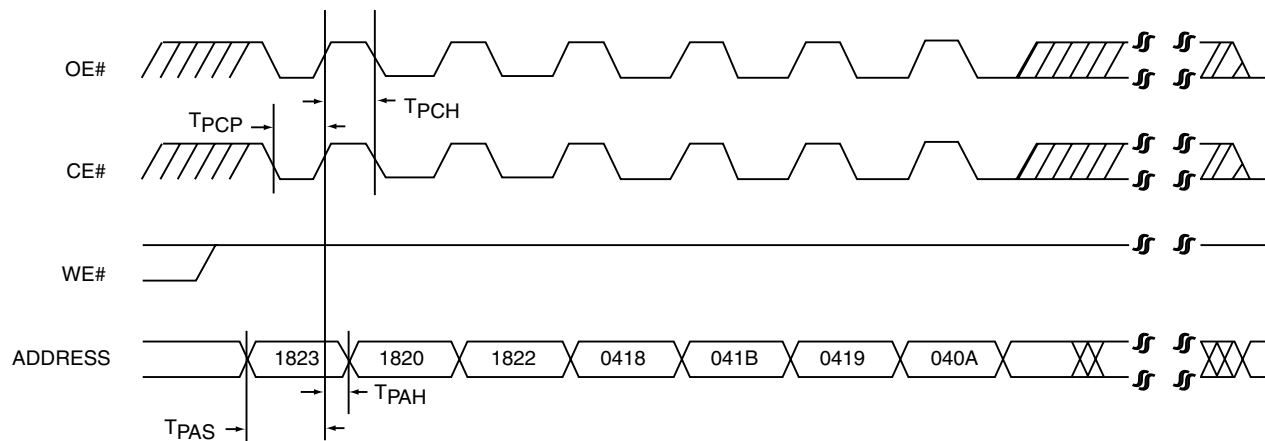 OE#
TPCH
TPCP
CE#
WE#
ADDRESS 1823 1820 1822 0418 041B 0419 040A
TPAH
TPAS